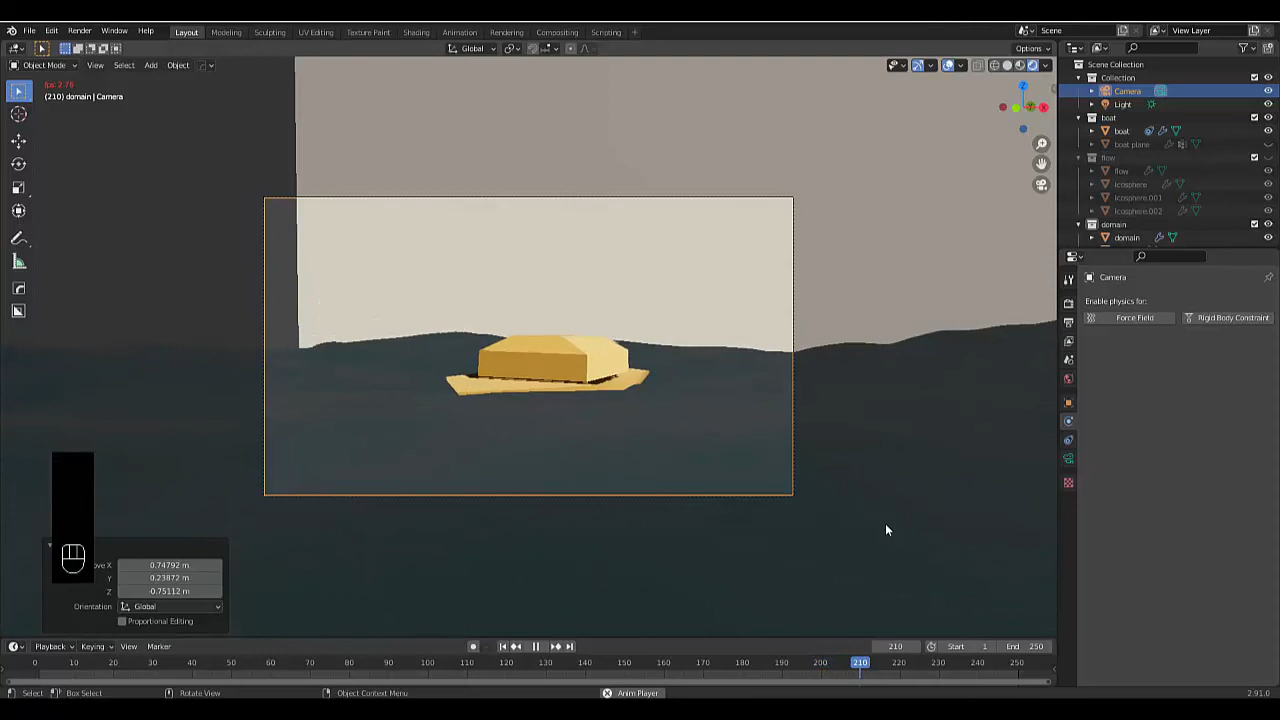 File Edit Render Window Help Layout Modeling Sculpting UV Editing Texture Paint Shading Animation Rendering Compositing Scripting + Scene View Layer
Global Options
Object Mode View Select Add Object
fps: 2.78
(210) domain | Camera
Scene Collection
Collection
Camera
Light
boat
boat
boat plane
flow
flow
Icosphere
Icosphere.001
Icosphere.002
domain
domain
Camera
Enable physics for:
Force Field Rigid Body Constraint
ove X 0.74792 m
Y 0.23872 m
Z -0.75112 m
Orientation Global
Proportional Editing
Playback Keying View Marker 210 Start 1 End 250
0 10 20 30 40 50 60 70 80 90 100 110 120 130 140 150 160 170 180 190 200 210 220 230 240 250
Select Box Select Rotate View Object Context Menu Anim Player 2.91.0